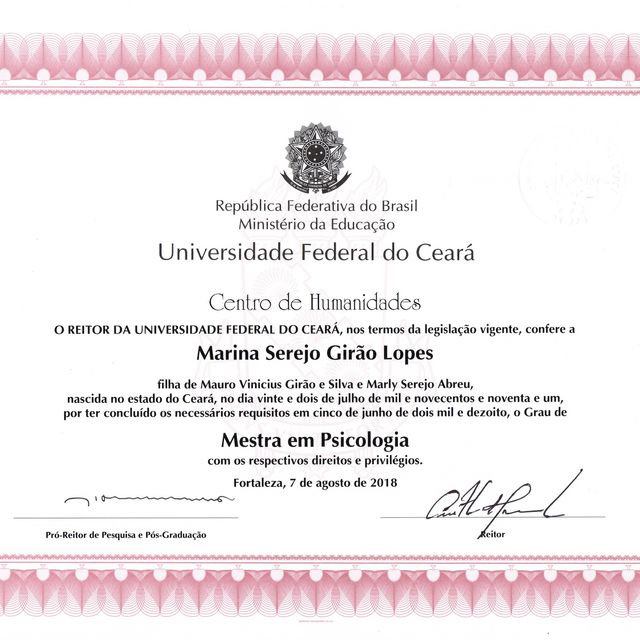 República Federativa do Brasil
Ministério da Educação
Universidade Federal do Ceará
Centro de Humanidades
O REITOR DA UNIVERSIDADE FEDERAL DO CEARÁ, nos termos da legislação vigente, confere a
Marina Serejo Girão Lopes
filha de Mauro Vinicius Girão e Silva e Marly Serejo Abreu,
nascida no estado do Ceará, no dia vinte e dois de julho de mil e novecentos e noventa e um,
por ter concluído os necessários requisitos em cinco de junho de dois mil e dezoito, o Grau de
Mestra em Psicologia
com os respectivos direitos e privilégios.
Fortaleza, 7 de agosto de 2018
Pró-Reitor de Pesquisa e Pós-Graduação
Reitor